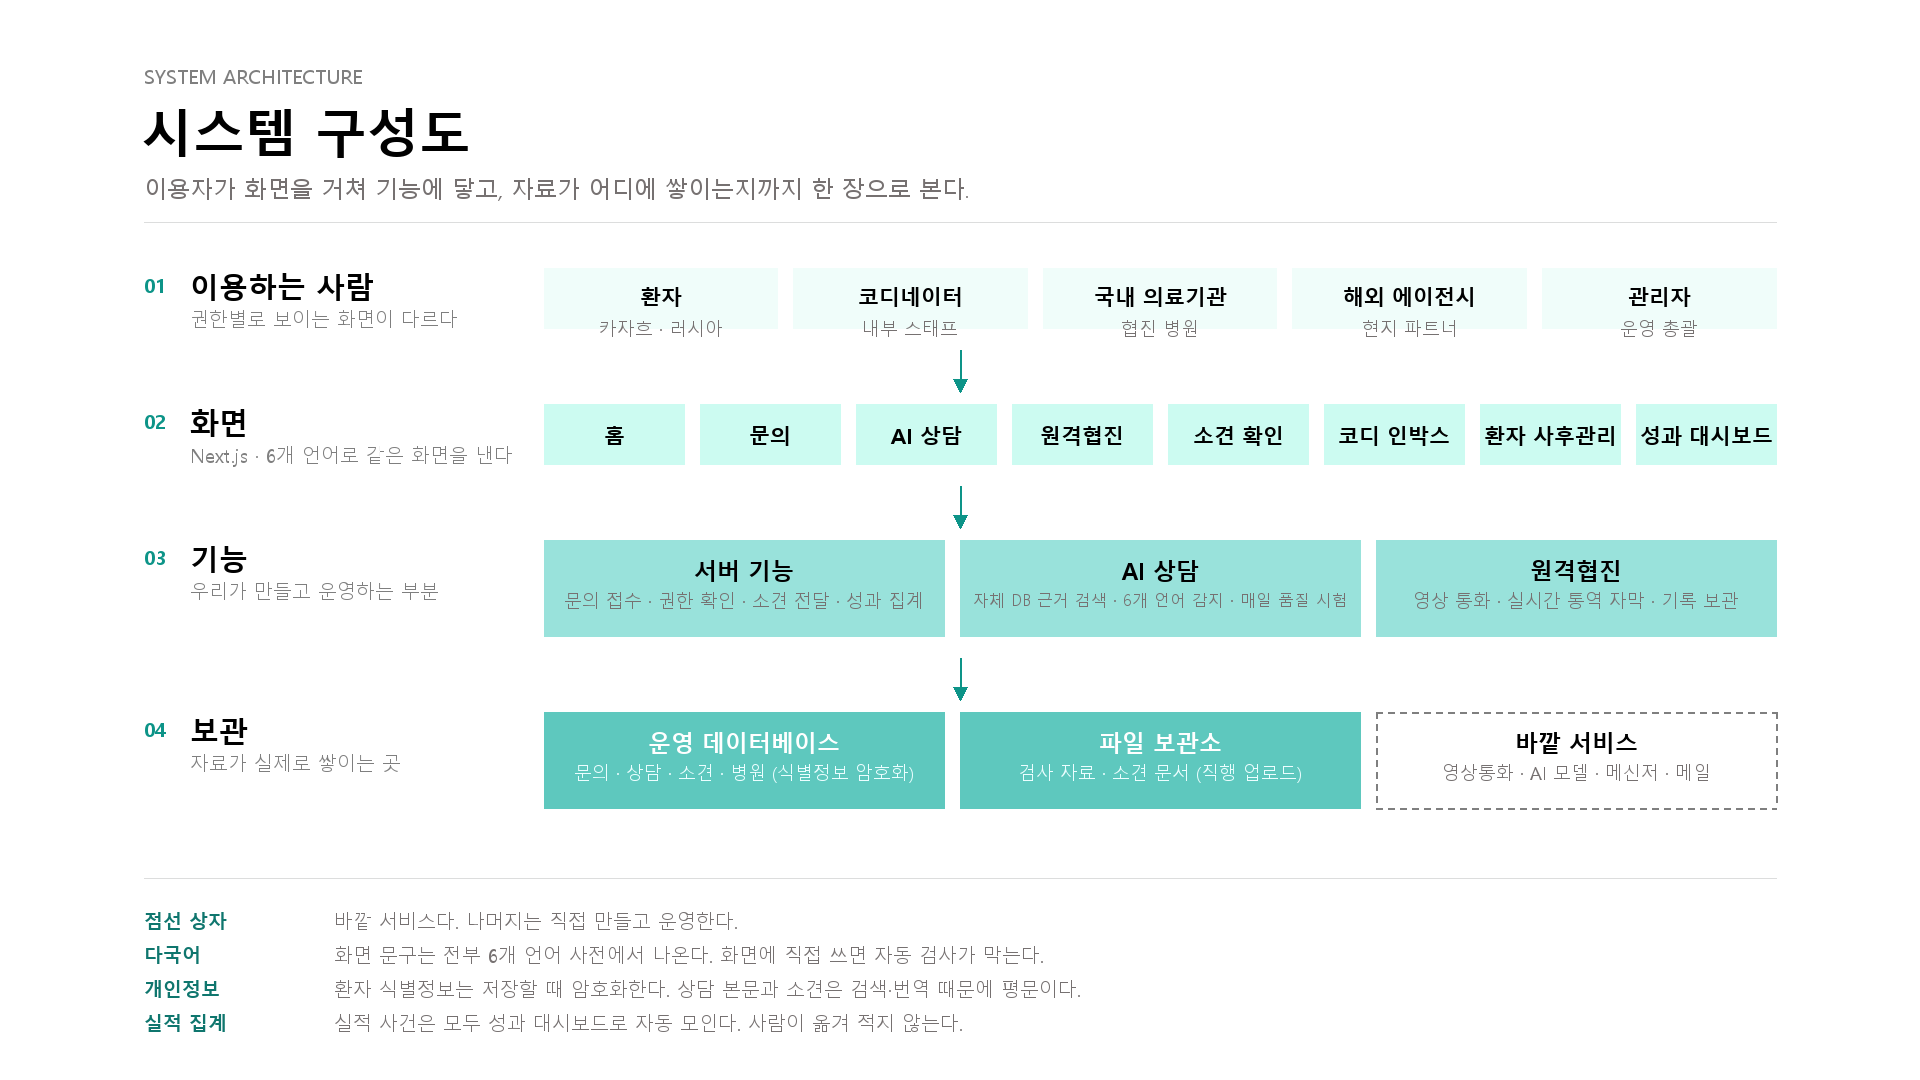 SYSTEM ARCHITECTURE
시스템 구성도
이용자가 화면을 거쳐 기능에 닿고, 자료가 어디에 쌓이는지까지 한 장으로 본다.
01 이용하는 사람
권한별로 보이는 화면이 다르다
환자
카자흐 · 러시아
코디네이터
내부 스태프
국내 의료기관
협진 병원
해외 에이전시
현지 파트너
관리자
운영 총괄
02 화면
Next.js · 6개 언어로 같은 화면을 낸다
홈
문의
AI 상담
원격협진
소견 확인
코디 인박스
환자 사후관리
성과 대시보드
03 기능
우리가 만들고 운영하는 부분
서버 기능
문의 접수 · 권한 확인 · 소견 전달 · 성과 집계
AI 상담
자체 DB 근거 검색 · 6개 언어 감지 · 매일 품질 시험
원격협진
영상 통화 · 실시간 통역 자막 · 기록 보관
04 보관
자료가 실제로 쌓이는 곳
운영 데이터베이스
문의 · 상담 · 소견 · 병원 (식별정보 암호화)
파일 보관소
검사 자료 · 소견 문서 (직행 업로드)
바깥 서비스
영상통화 · AI 모델 · 메신저 · 메일
점선 상자 바깥 서비스다. 나머지는 직접 만들고 운영한다.
다국어 화면 문구는 전부 6개 언어 사전에서 나온다. 화면에 직접 쓰면 자동 검사가 막는다.
개인정보 환자 식별정보는 저장할 때 암호화한다. 상담 본문과 소견은 검색·번역 때문에 평문이다.
실적 집계 실적 사건은 모두 성과 대시보드로 자동 모인다. 사람이 옮겨 적지 않는다.